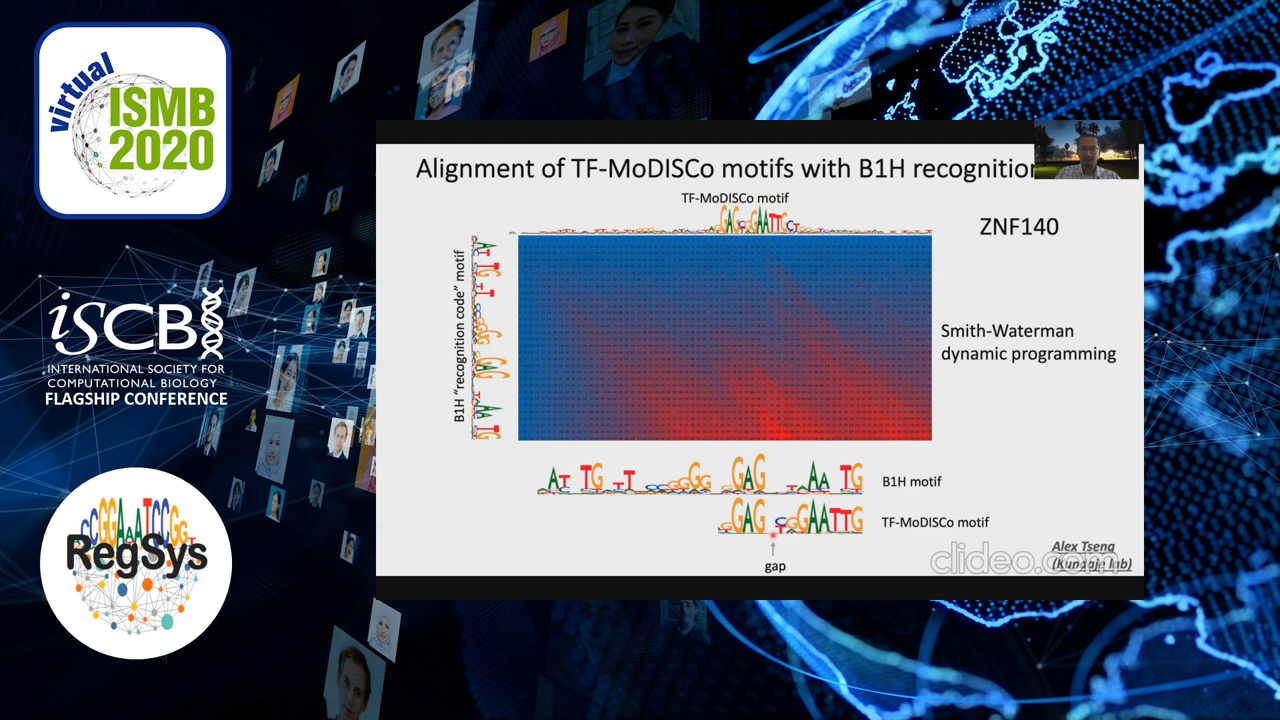 virtual
ISMB
2020
iSCB
INTERNATIONAL SOCIETY FOR
COMPUTATIONAL BIOLOGY
FLAGSHIP CONFERENCE
RegSys
Alignment of TF-MoDISCo motifs with B1H recognition
TF-MoDISCo motif
ZNF140
B1H "recognition code" motif
Smith-Waterman
dynamic programming
B1H motif
TF-MoDISCo motif
gap
Alex Tseng
(Kundaje lab)
clideo.com